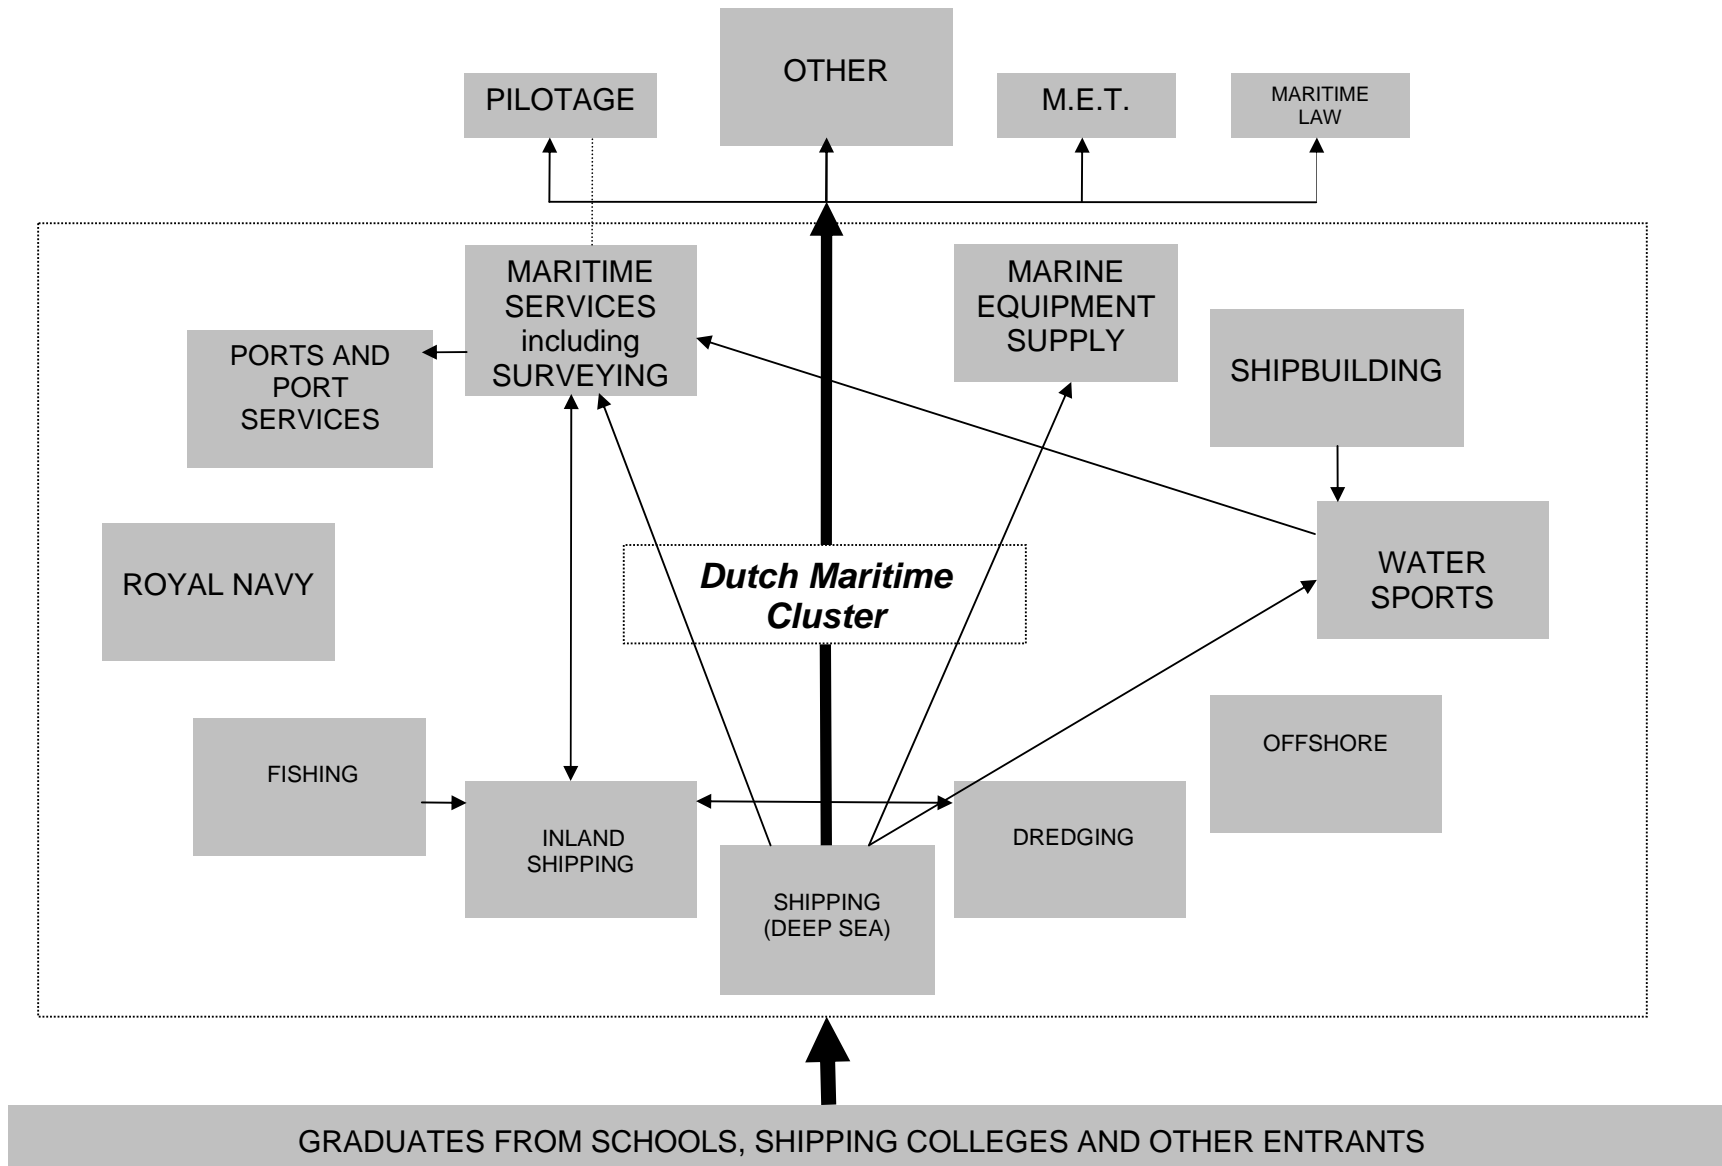 OTHER
PILOTAGE
M.E.T.
MARITIME
LAW
MARITIME
SERVICES
including
SURVEYING
MARINE
EQUIPMENT
SUPPLY
PORTS AND
PORT
SERVICES
SHIPBUILDING
ROYAL NAVY
Dutch Maritime
Cluster
WATER
SPORTS
FISHING
OFFSHORE
INLAND
SHIPPING
DREDGING
SHIPPING
(DEEP SEA)
GRADUATES FROM SCHOOLS, SHIPPING COLLEGES AND OTHER ENTRANTS